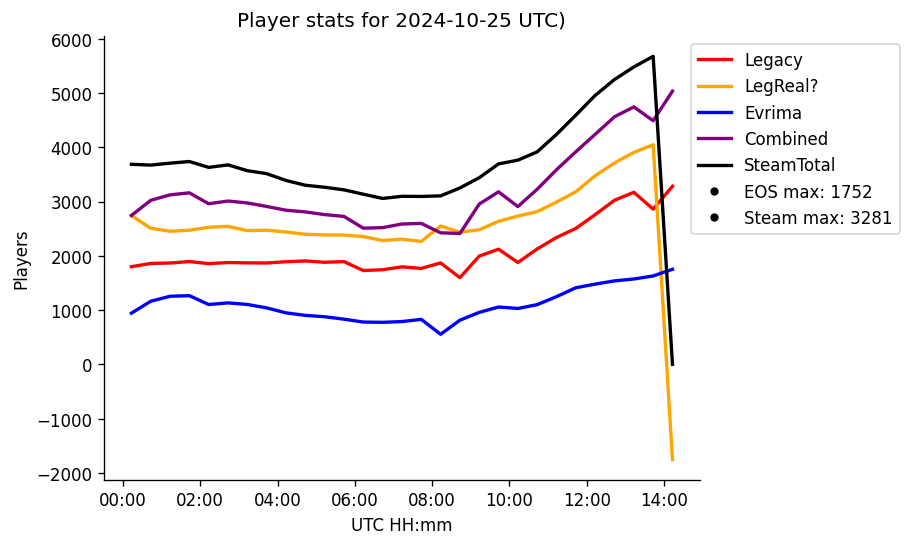 Player stats for 2024-10-25 UTC)
6000
5000
4000
3000
2000
1000
0
−1000
−2000
Players
00:00 02:00 04:00 06:00 08:00 10:00 12:00 14:00
UTC HH:mm
Legacy
LegReal?
Evrima
Combined
SteamTotal
EOS max: 1752
Steam max: 3281